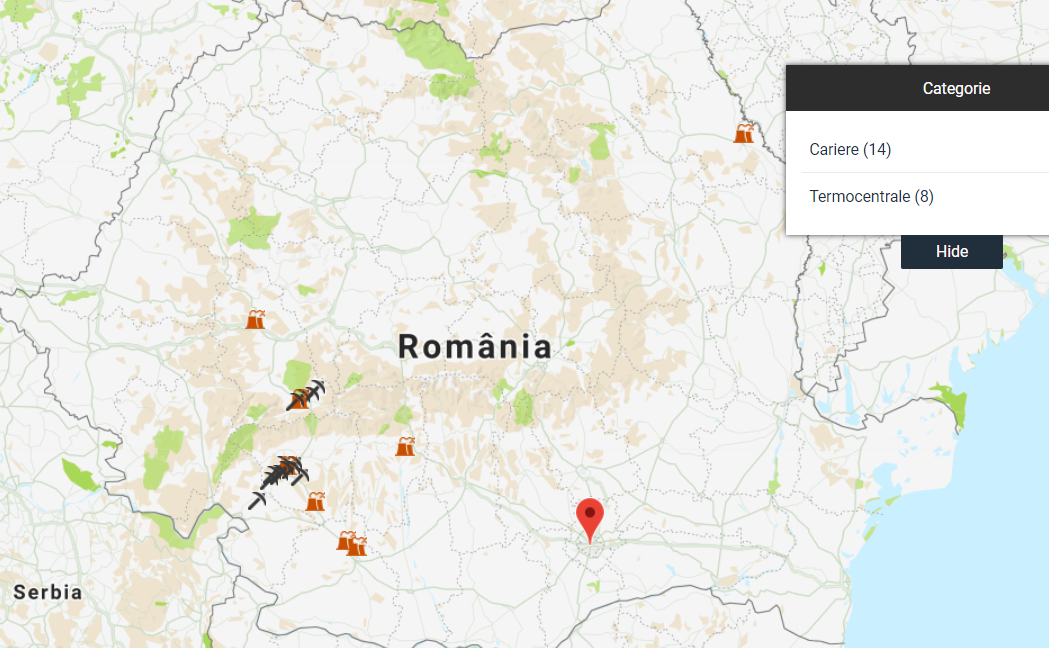 Categorie
Cariere (14)
Termocentrale (8)
Hide
România
Serbia